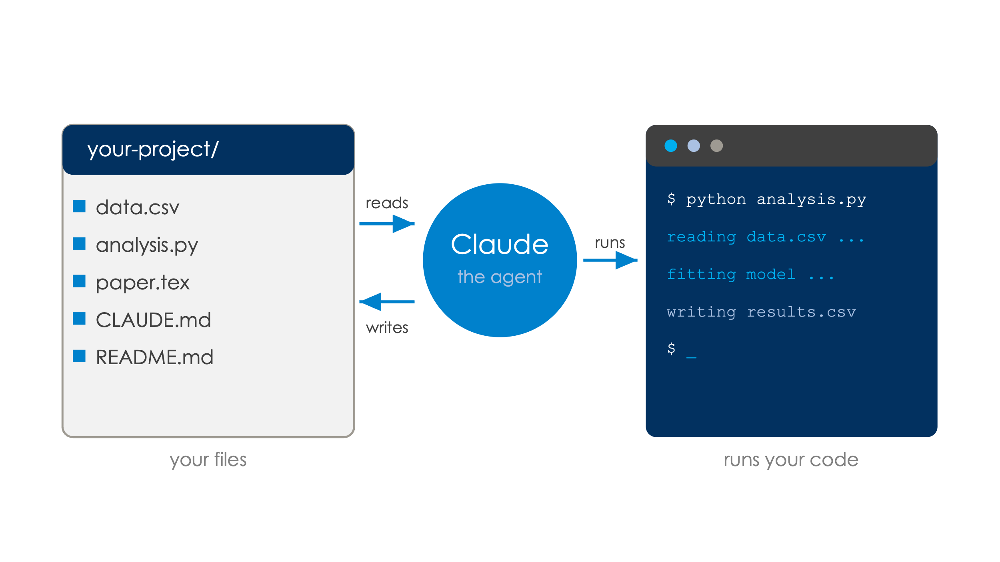 your-project/
data.csv
analysis.py
paper.tex
CLAUDE.md
README.md
your files
reads
writes
Claude
the agent
runs
$ python analysis.py
reading data.csv ...
fitting model ...
writing results.csv
$ _
runs your code